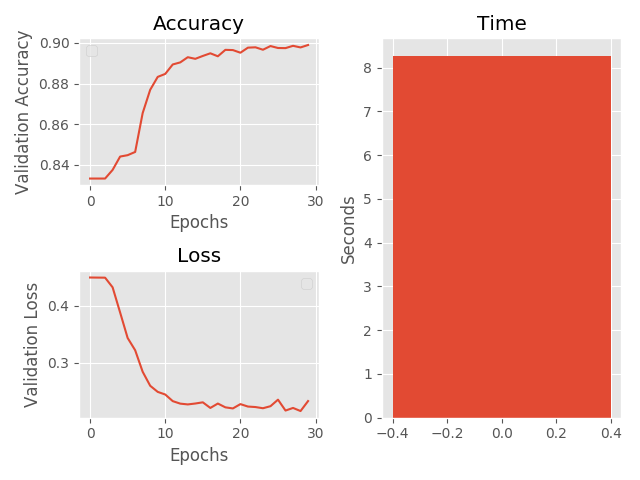 Accuracy
Validation Accuracy
0.90
0.88
0.86
0.84
0 10 20 30
Epochs
Loss
Validation Loss
0.4
0.3
0 10 20 30
Epochs
Time
Seconds
8
7
6
5
4
3
2
1
0
−0.4 −0.2 0.0 0.2 0.4